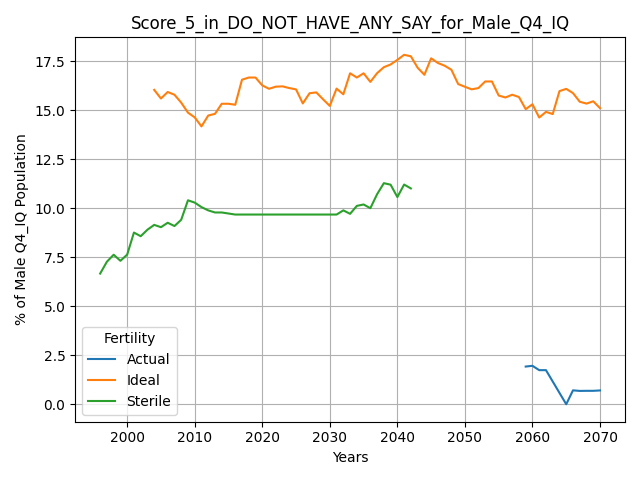 Score_5_in_DO_NOT_HAVE_ANY_SAY_for_Male_Q4_IQ
% of Male Q4_IQ Population
17.5
15.0
12.5
10.0
7.5
5.0
2.5
0.0
Fertility
Actual
Ideal
Sterile
2000 2010 2020 2030 2040 2050 2060 2070
Years